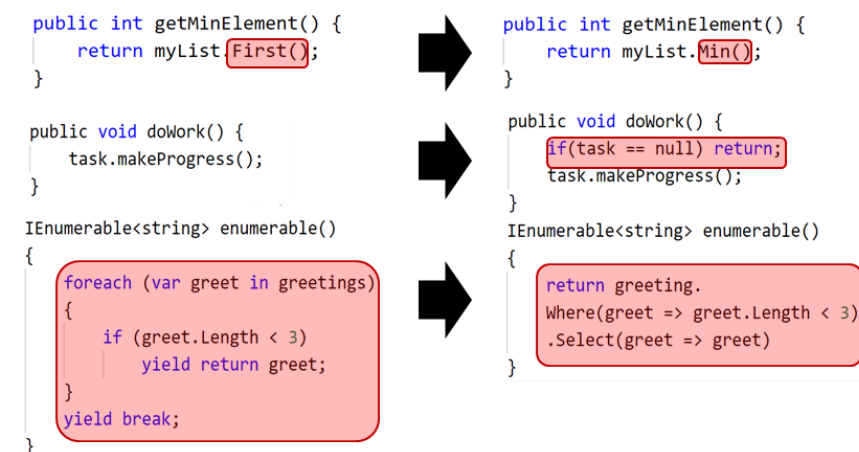 public int getMinElement() {
return myList.First();
}
public int getMinElement() {
return myList.Min();
}
public void doWork() {
task.makeProgress();
}
public void doWork() {
if(task == null) return;
task.makeProgress();
}
IEnumerable<string> enumerable()
{
foreach (var greet in greetings)
{
if (greet.Length < 3)
yield return greet;
}
yield break;
}
IEnumerable<string> enumerable()
{
return greeting.
Where(greet => greet.Length < 3)
.Select(greet => greet)
}